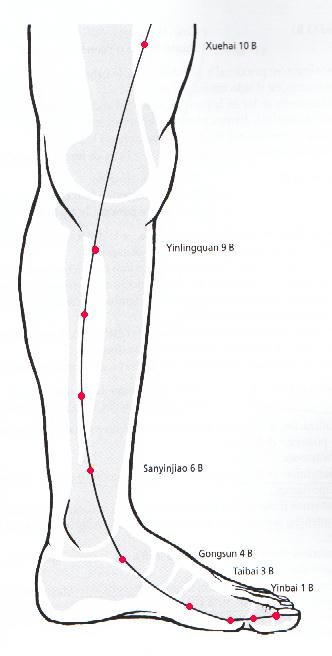 Xuehai 10 B
Yinlingquan 9 B
Sanyinjiao 6 B
Gongsun 4 B
Taibai 3 B
Yinbai 1 B